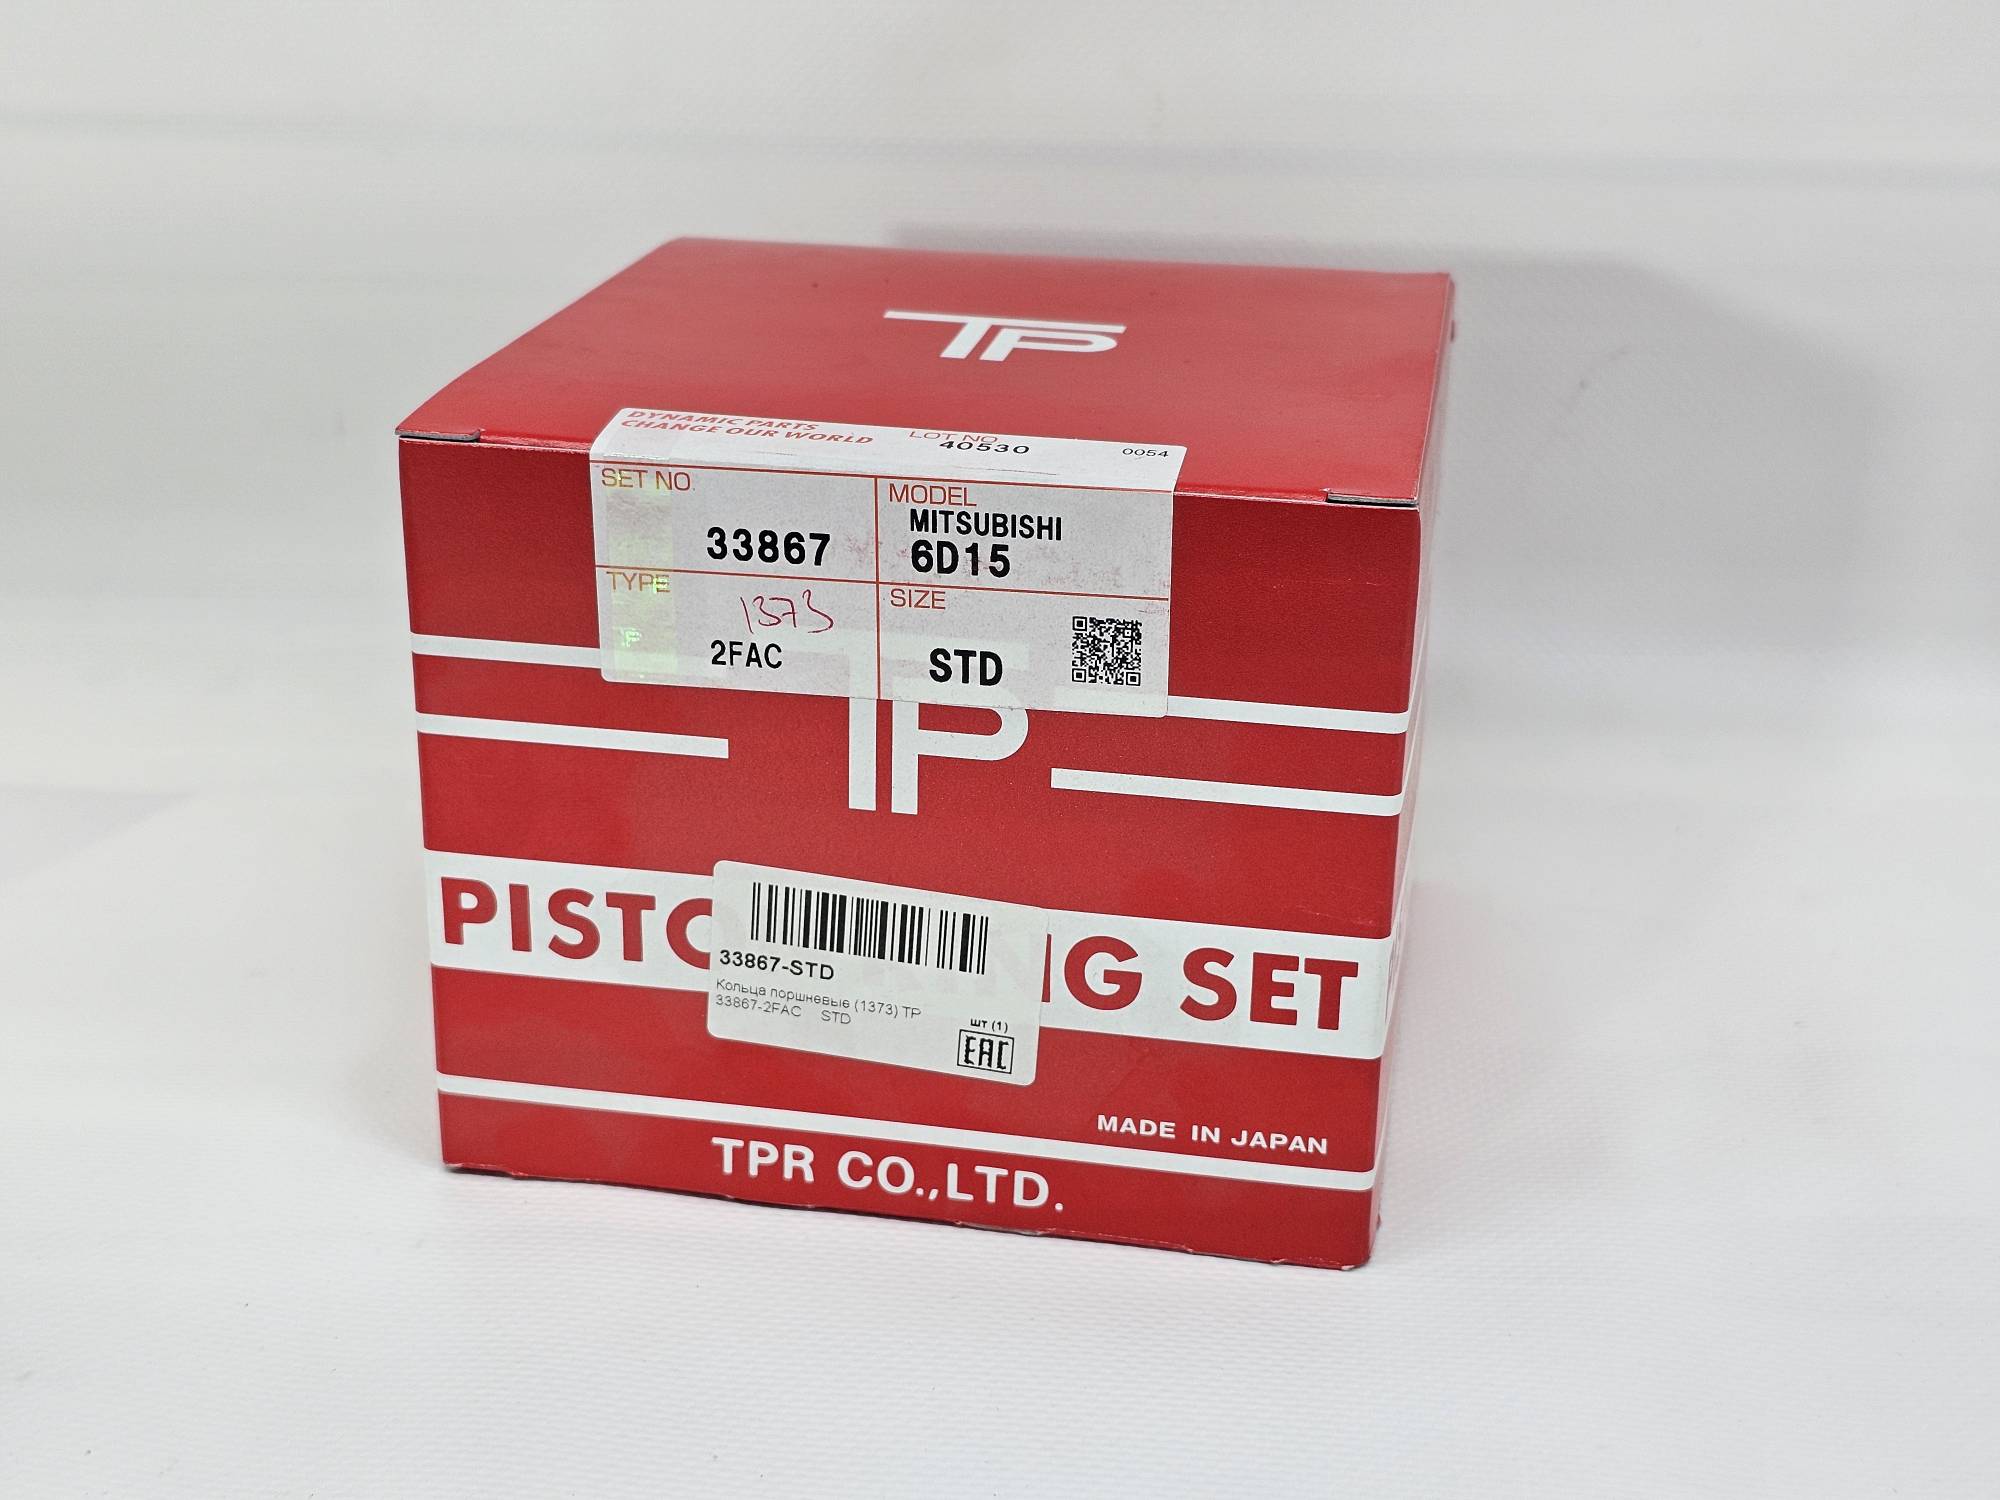 TP
DYNAMIC PARTS
CHANGE OUR WORLD
LOT NO.
40530
0054
SET NO.
33867
MODEL
MITSUBISHI
6D15
TYPE
1373
2FAC
SIZE
STD
TP
TP
PISTO NG SET
33867-STD
Кольца поршневые (1373) TP
33867-2FAC STD
шт (1)
EAC
MADE IN JAPAN
TPR CO.,LTD.